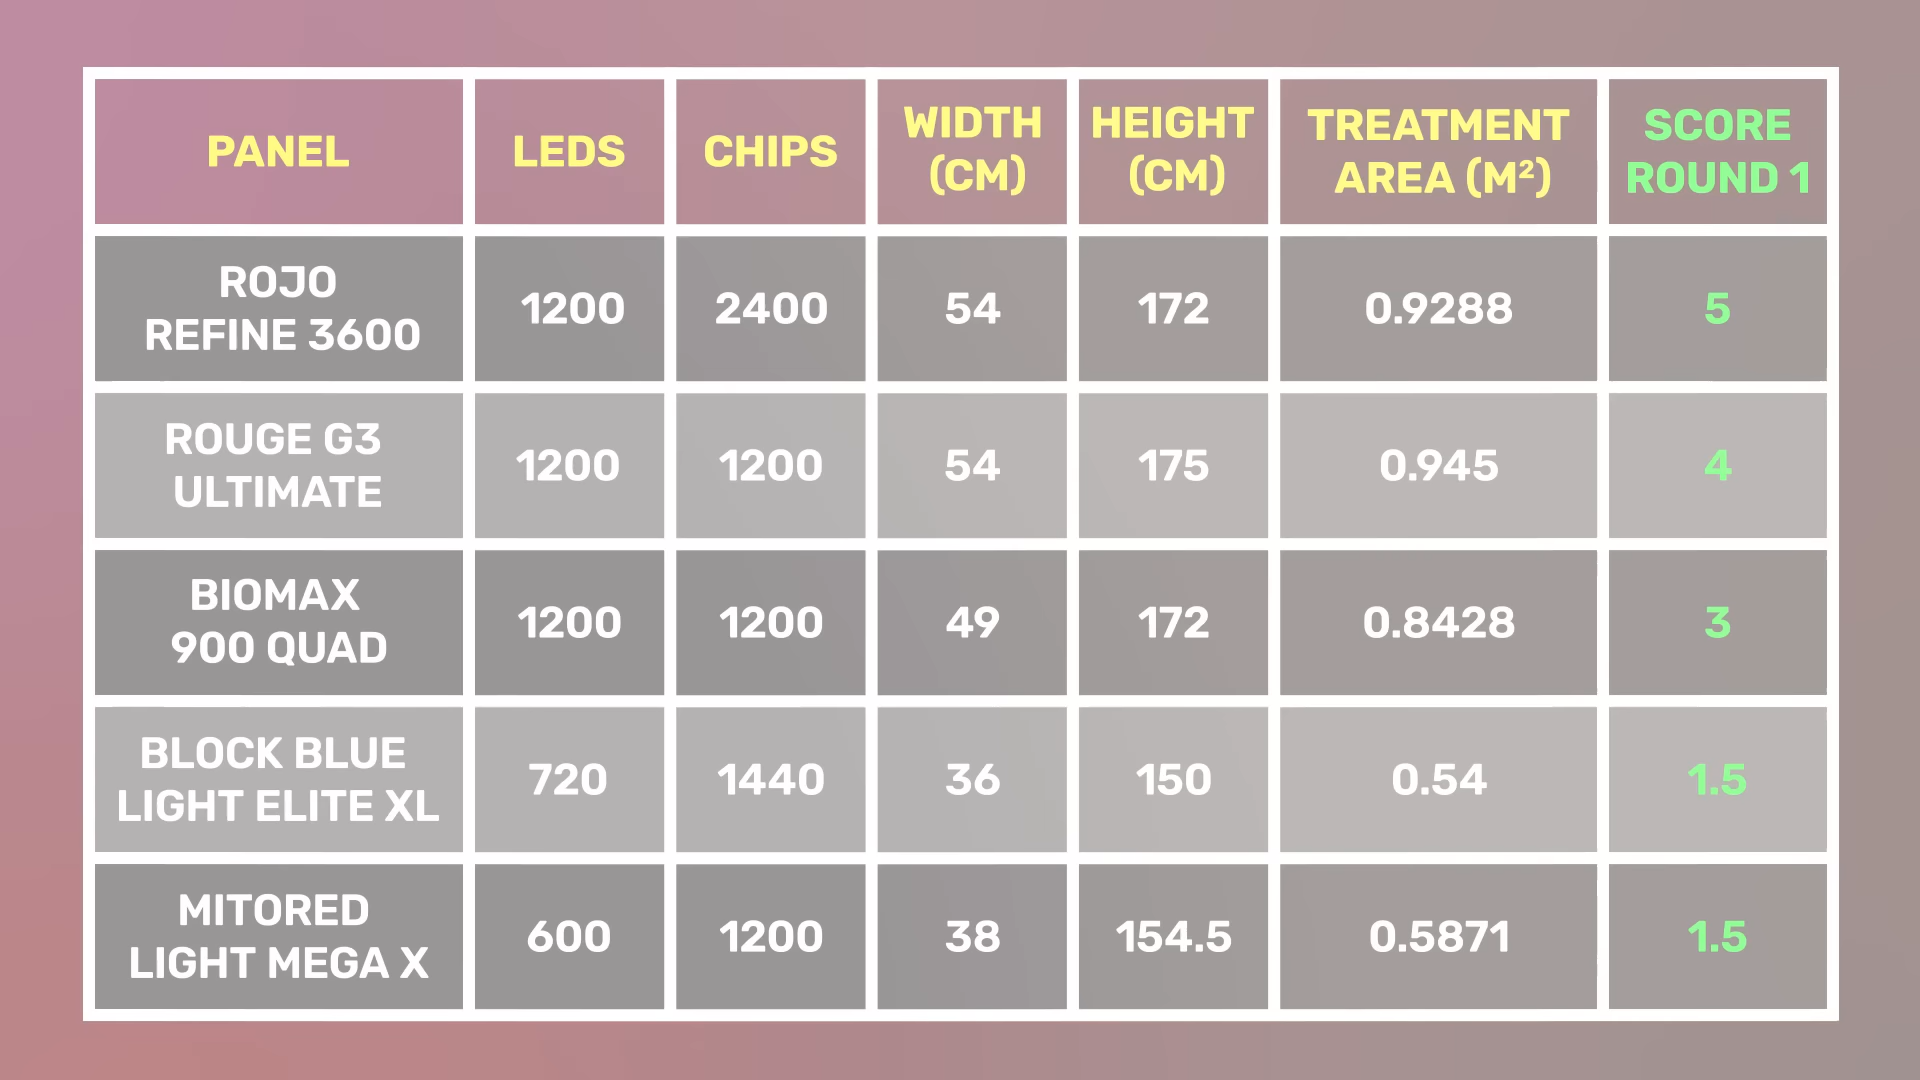 PANEL LEDS CHIPS WIDTH (CM) HEIGHT (CM) TREATMENT AREA (M²) SCORE ROUND 1
ROJO REFINE 3600 1200 2400 54 172 0.9288 5
ROUGE G3 ULTIMATE 1200 1200 54 175 0.945 4
BIOMAX 900 QUAD 1200 1200 49 172 0.8428 3
BLOCK BLUE LIGHT ELITE XL 720 1440 36 150 0.54 1.5
MITORED LIGHT MEGA X 600 1200 38 154.5 0.5871 1.5